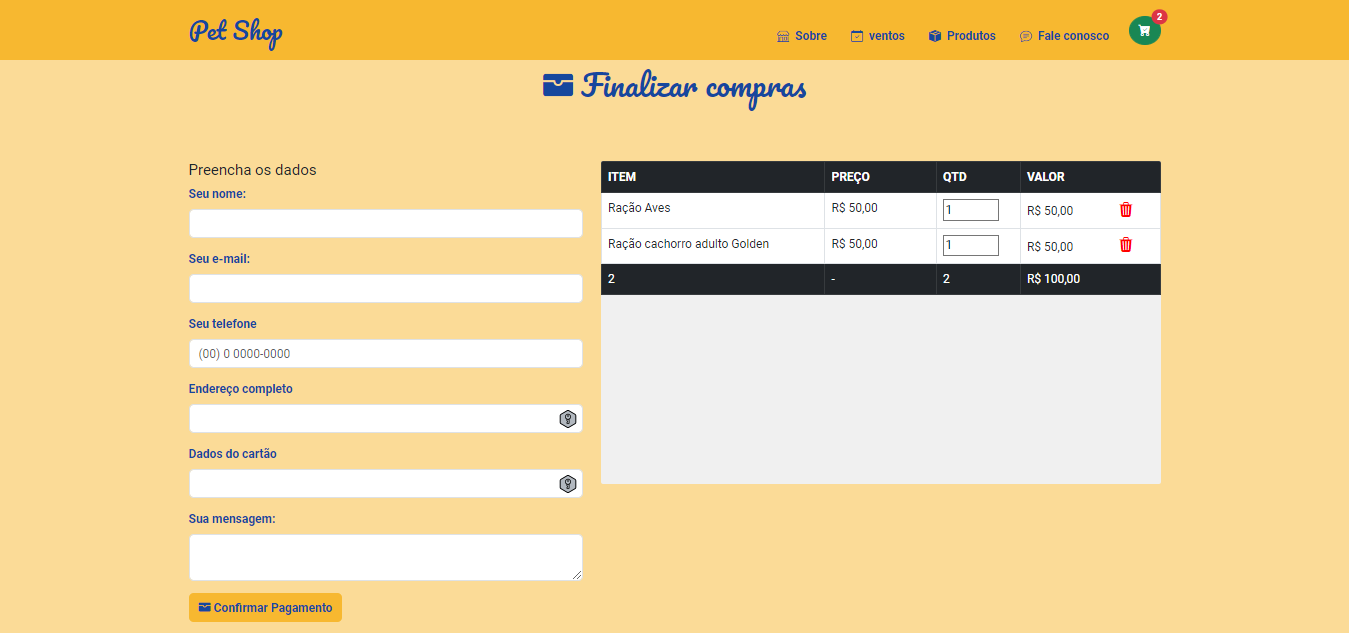 Pet Shop
Sobre
ventos
Produtos
Fale conosco
2
Finalizar compras
Preencha os dados
Seu nome:
Seu e-mail:
Seu telefone
(00) 0 0000-0000
Endereço completo
Dados do cartão
Sua mensagem:
Confirmar Pagamento
ITEM PREÇO QTD VALOR
Ração Aves R$ 50,00 1 R$ 50,00
Ração cachorro adulto Golden R$ 50,00 1 R$ 50,00
2 - 2 R$ 100,00